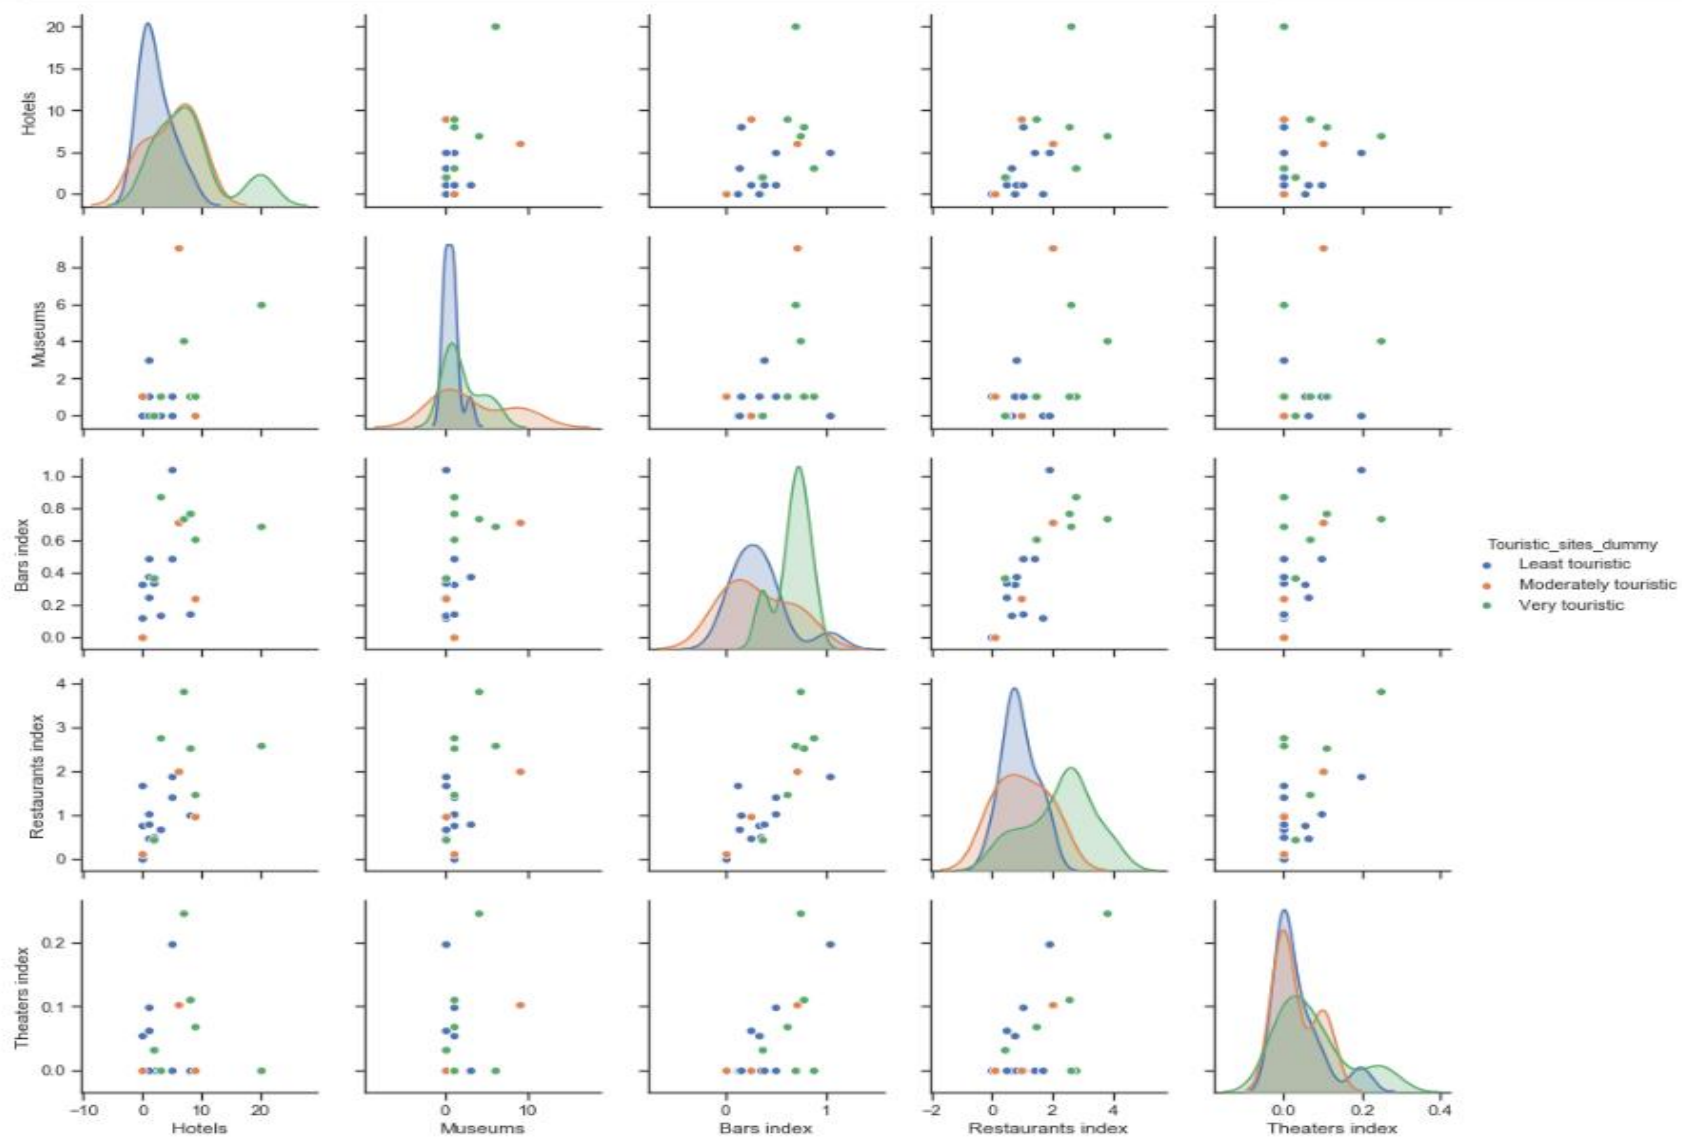 20
15
Hotels
10
5
0
8
Museums
6
4
2
0
1.0
0.8
Bars index
0.6
0.4
0.2
0.0
Touristic_sites_dummy
Least touristic
Moderately touristic
Very touristic
4
3
Restaurants index
2
1
0
0.2
Theaters index
0.1
0.0
−10 0 10 20 0 10 0 1 −2 0 2 4 0.0 0.2 0.4
Hotels Museums Bars index Restaurants index Theaters index